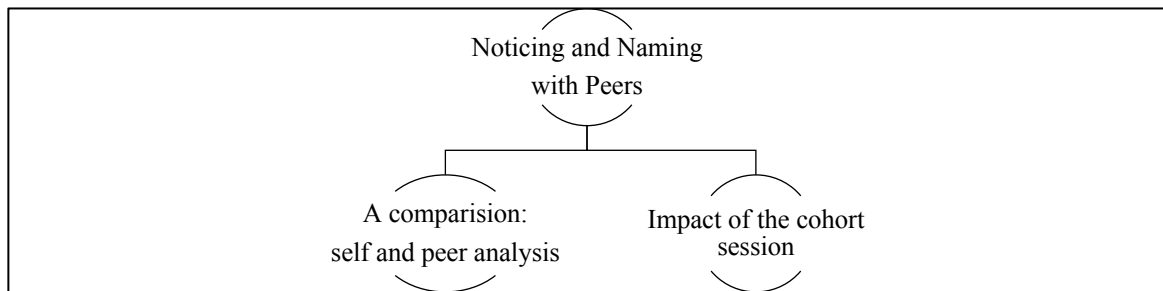 Noticing and Naming
with Peers
A comparision:
self and peer analysis
Impact of the cohort
session